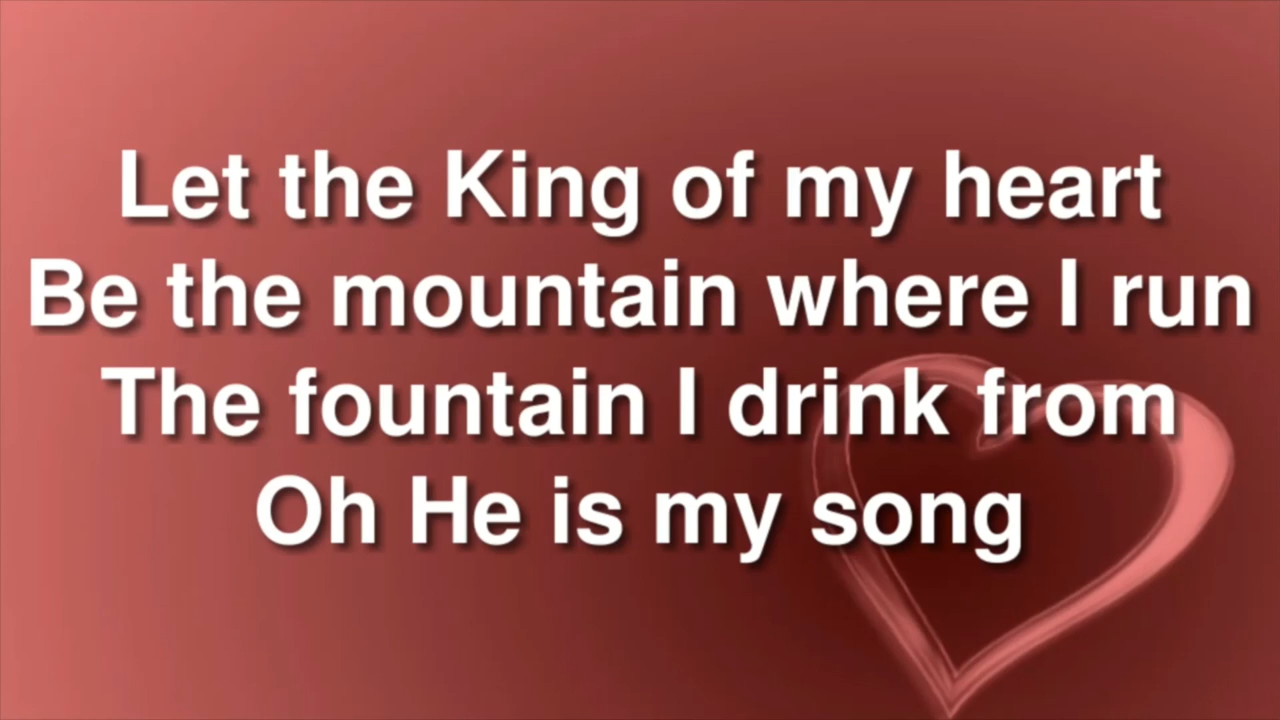 Let the King of my heart
Be the mountain where I run
The fountain I drink from
Oh He is my song